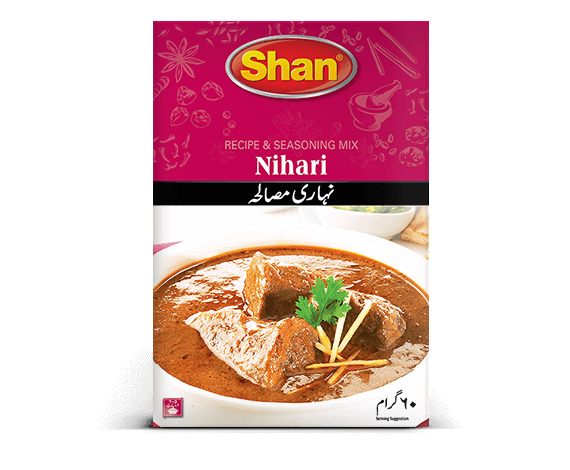 Shan®
RECIPE & SEASONING MIX
Nihari
نہاری مصالحہ
۶۰ گرام
Serving Suggestion